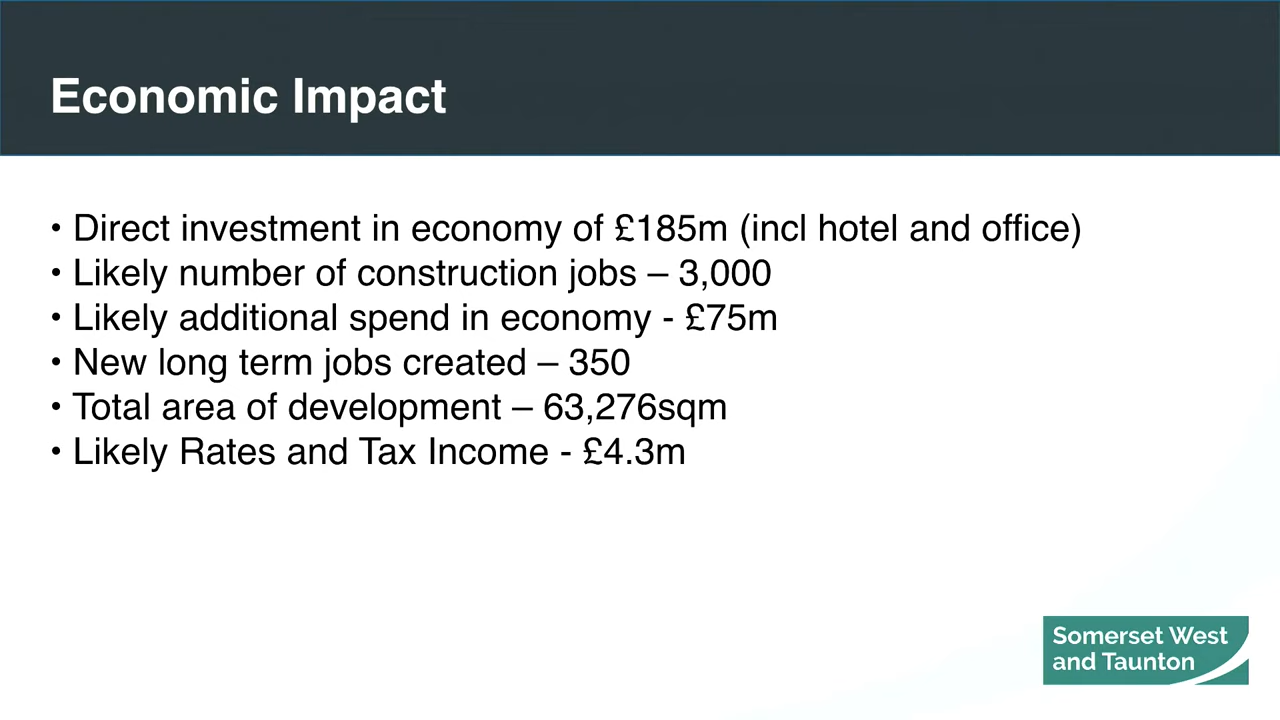 Economic Impact
• Direct investment in economy of £185m (incl hotel and office)
• Likely number of construction jobs – 3,000
• Likely additional spend in economy - £75m
• New long term jobs created – 350
• Total area of development – 63,276sqm
• Likely Rates and Tax Income - £4.3m
Somerset West
and Taunton